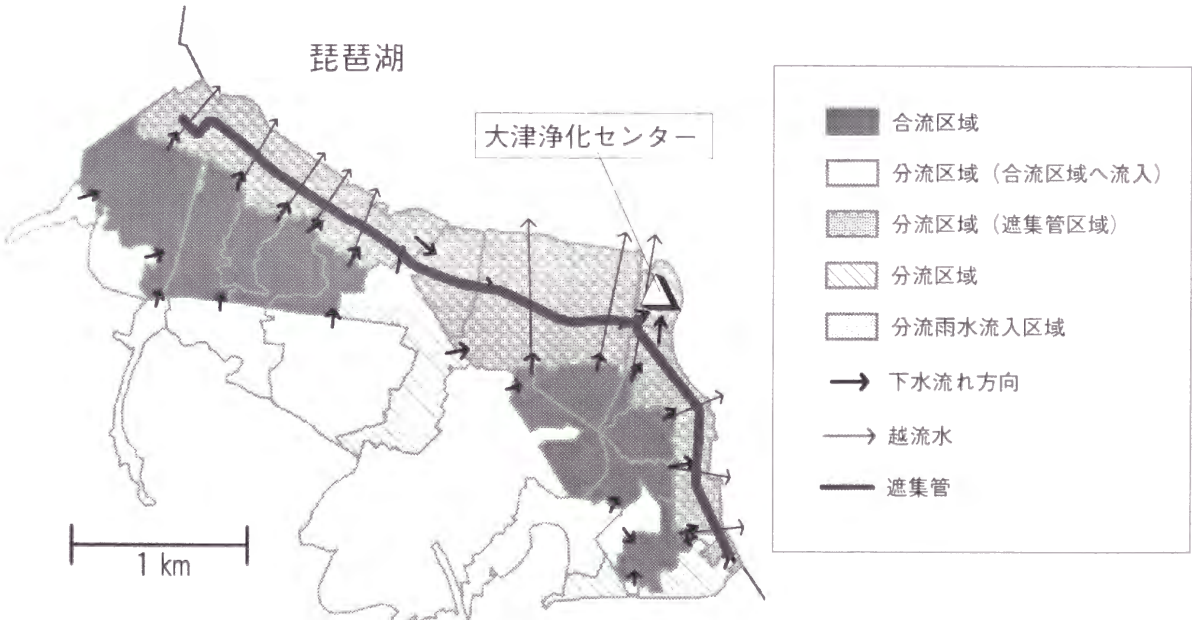 琵琶湖
大津浄化センター
合流区域
分流区域（合流区域へ流入）
分流区域（遮集管区域）
分流区域
分流雨水流入区域
下水流れ方向
越流水
遮集管
1 km